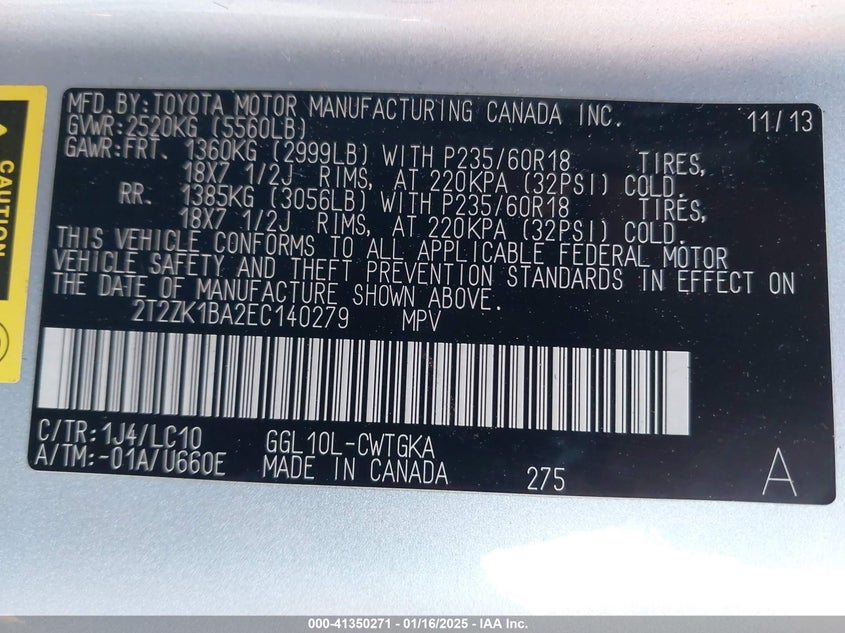 MFD. BY: TOYOTA MOTOR MANUFACTURING CANADA INC. 11/13
GVWR: 2520KG (5560LB)
GAWR: FRT. 1360KG (2999LB) WITH P235/60R18 TIRES,
18X7 1/2J RIMS, AT 220KPA (32PSI) COLD.
RR. 1385KG (3056LB) WITH P235/60R18 TIRES,
18X7 1/2J RIMS, AT 220KPA (32PSI) COLD.
THIS VEHICLE CONFORMS TO ALL APPLICABLE FEDERAL MOTOR
VEHICLE SAFETY AND THEFT PREVENTION STANDARDS IN EFFECT ON
THE DATE OF MANUFACTURE SHOWN ABOVE.
2T2ZK1BA2EC140279 MPV
C/TR: 1J4/LC10 GGL10L-CWTGKA
A/TM: -01A/U660E MADE IN CANADA 275 A
CAUTION
000-41350271 - 01/16/2025 - IAA Inc.